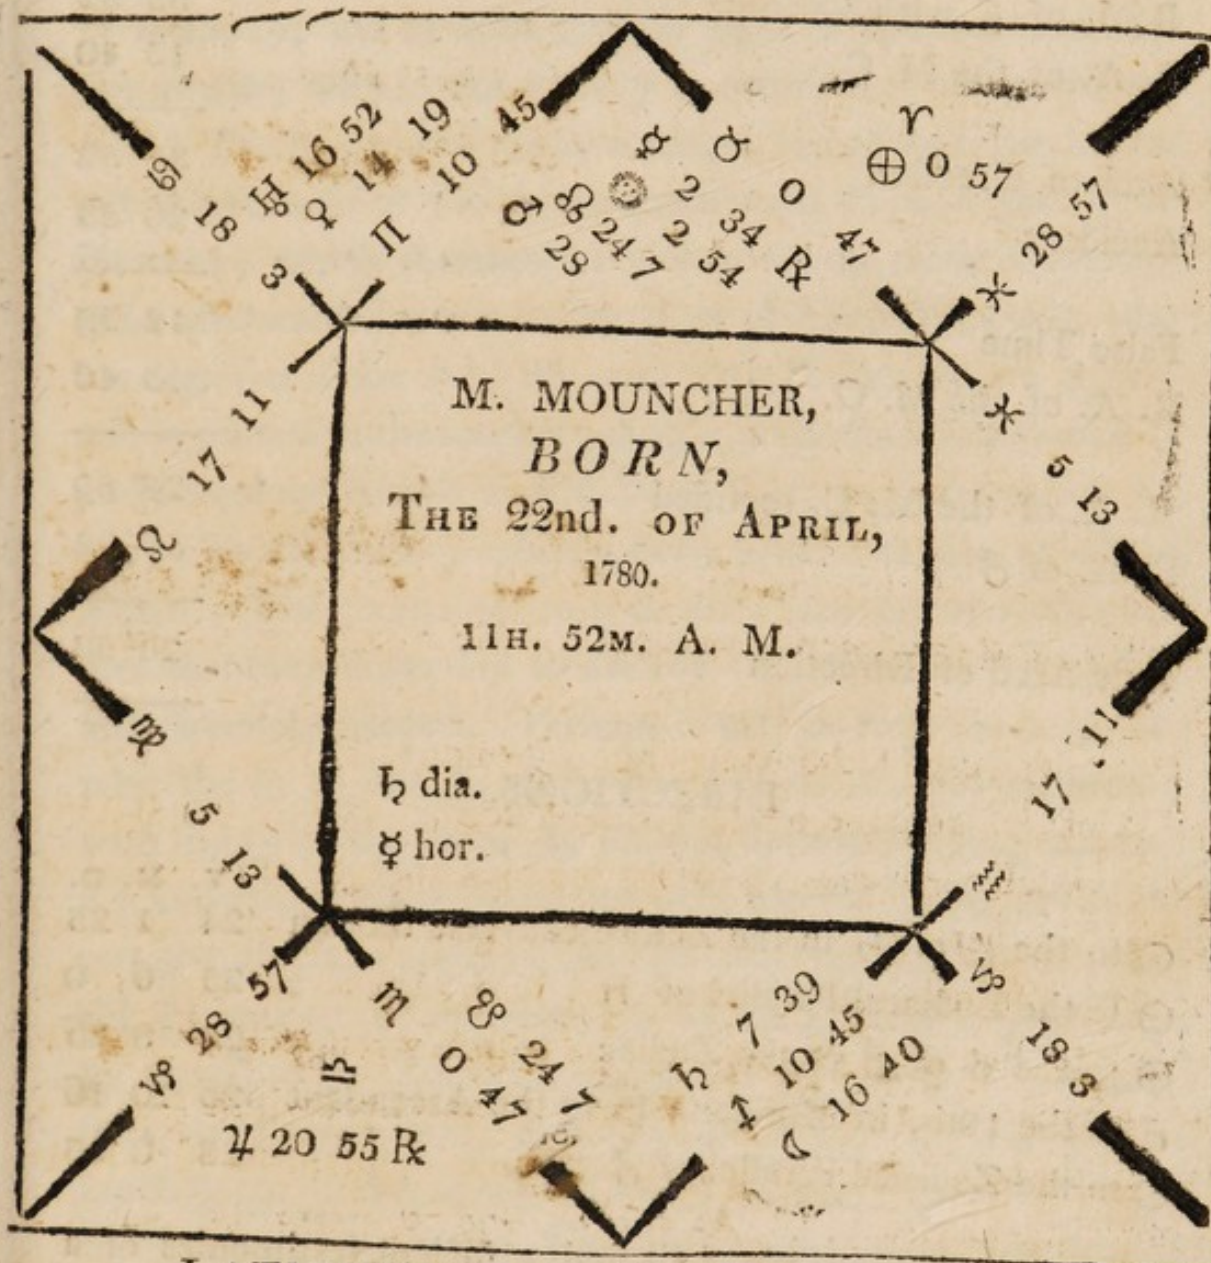 ♋ 18 3
♅ 16 52
♀ 14 19
♊ 10 45
♂ 28
☊ 24 7
☉ 2 54
☿ 2 34 ℞
♉ 0 47
♈
⊕ 0 57
♓ 28 57
♌ 17 11
M. MOUNCHER,
BORN,
THE 22nd. OF APRIL,
1780.
11H. 52M. A. M.
♄ dia.
☿ hor.
♓ 5 13
♍ 5 13
♒ 17 11
28 57
♎
♃ 20 55 ℞
♏ 0 47
☋ 24 7
♄ 7 39
♐ 10 45
☽ 16 40
♑ 18 3